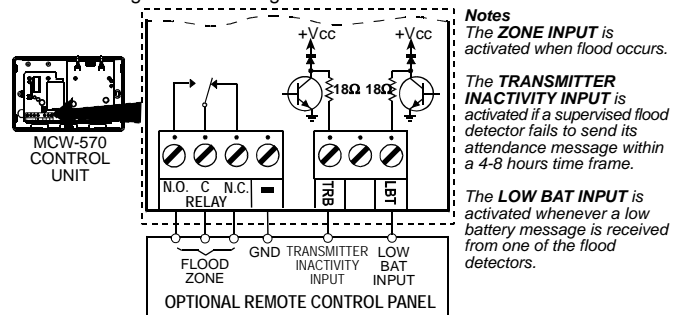 +Vcc +Vcc
18Ω 18Ω
MCW-570
CONTROL
UNIT
N.O. C N.C.
RELAY
TRB
LBT
FLOOD
ZONE
GND
TRANSMITTER
INACTIVITY
INPUT
LOW
BAT
INPUT
OPTIONAL REMOTE CONTROL PANEL
Notes
The ZONE INPUT is
activated when flood occurs.
The TRANSMITTER
INACTIVITY INPUT is
activated if a supervised flood
detector fails to send its
attendance message within
a 4-8 hours time frame.
The LOW BAT INPUT is
activated whenever a low
battery message is received
from one of the flood
detectors.